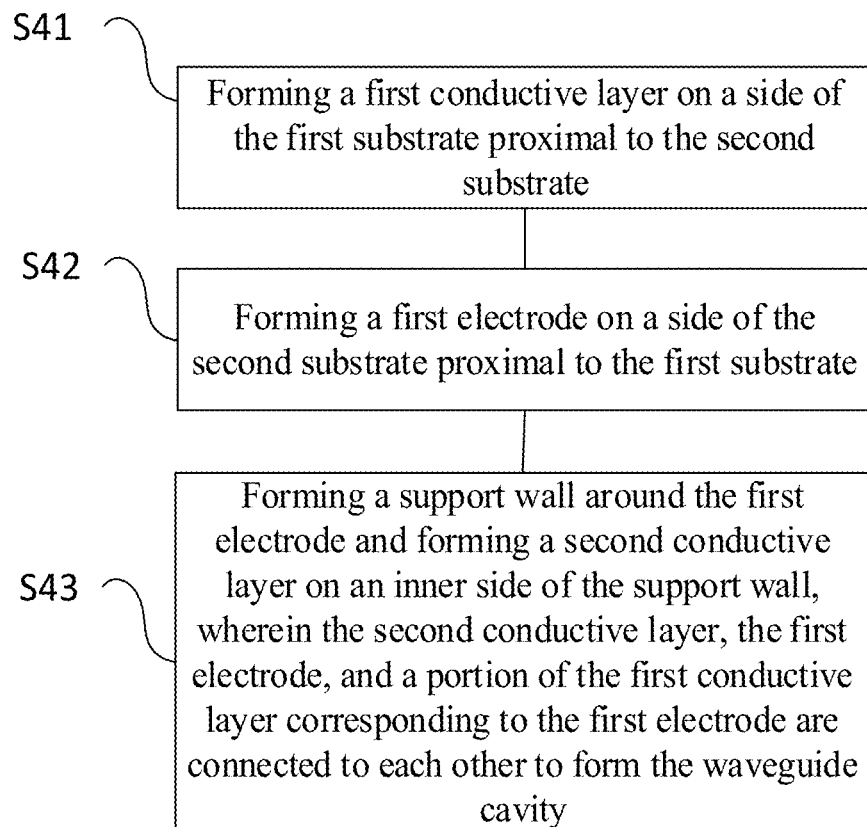 S41
Forming a first conductive layer on a side of
the first substrate proximal to the second
substrate
S42
Forming a first electrode on a side of the
second substrate proximal to the first substrate
S43
Forming a support wall around the first
electrode and forming a second conductive
layer on an inner side of the support wall,
wherein the second conductive layer, the first
electrode, and a portion of the first conductive
layer corresponding to the first electrode are
connected to each other to form the waveguide
cavity